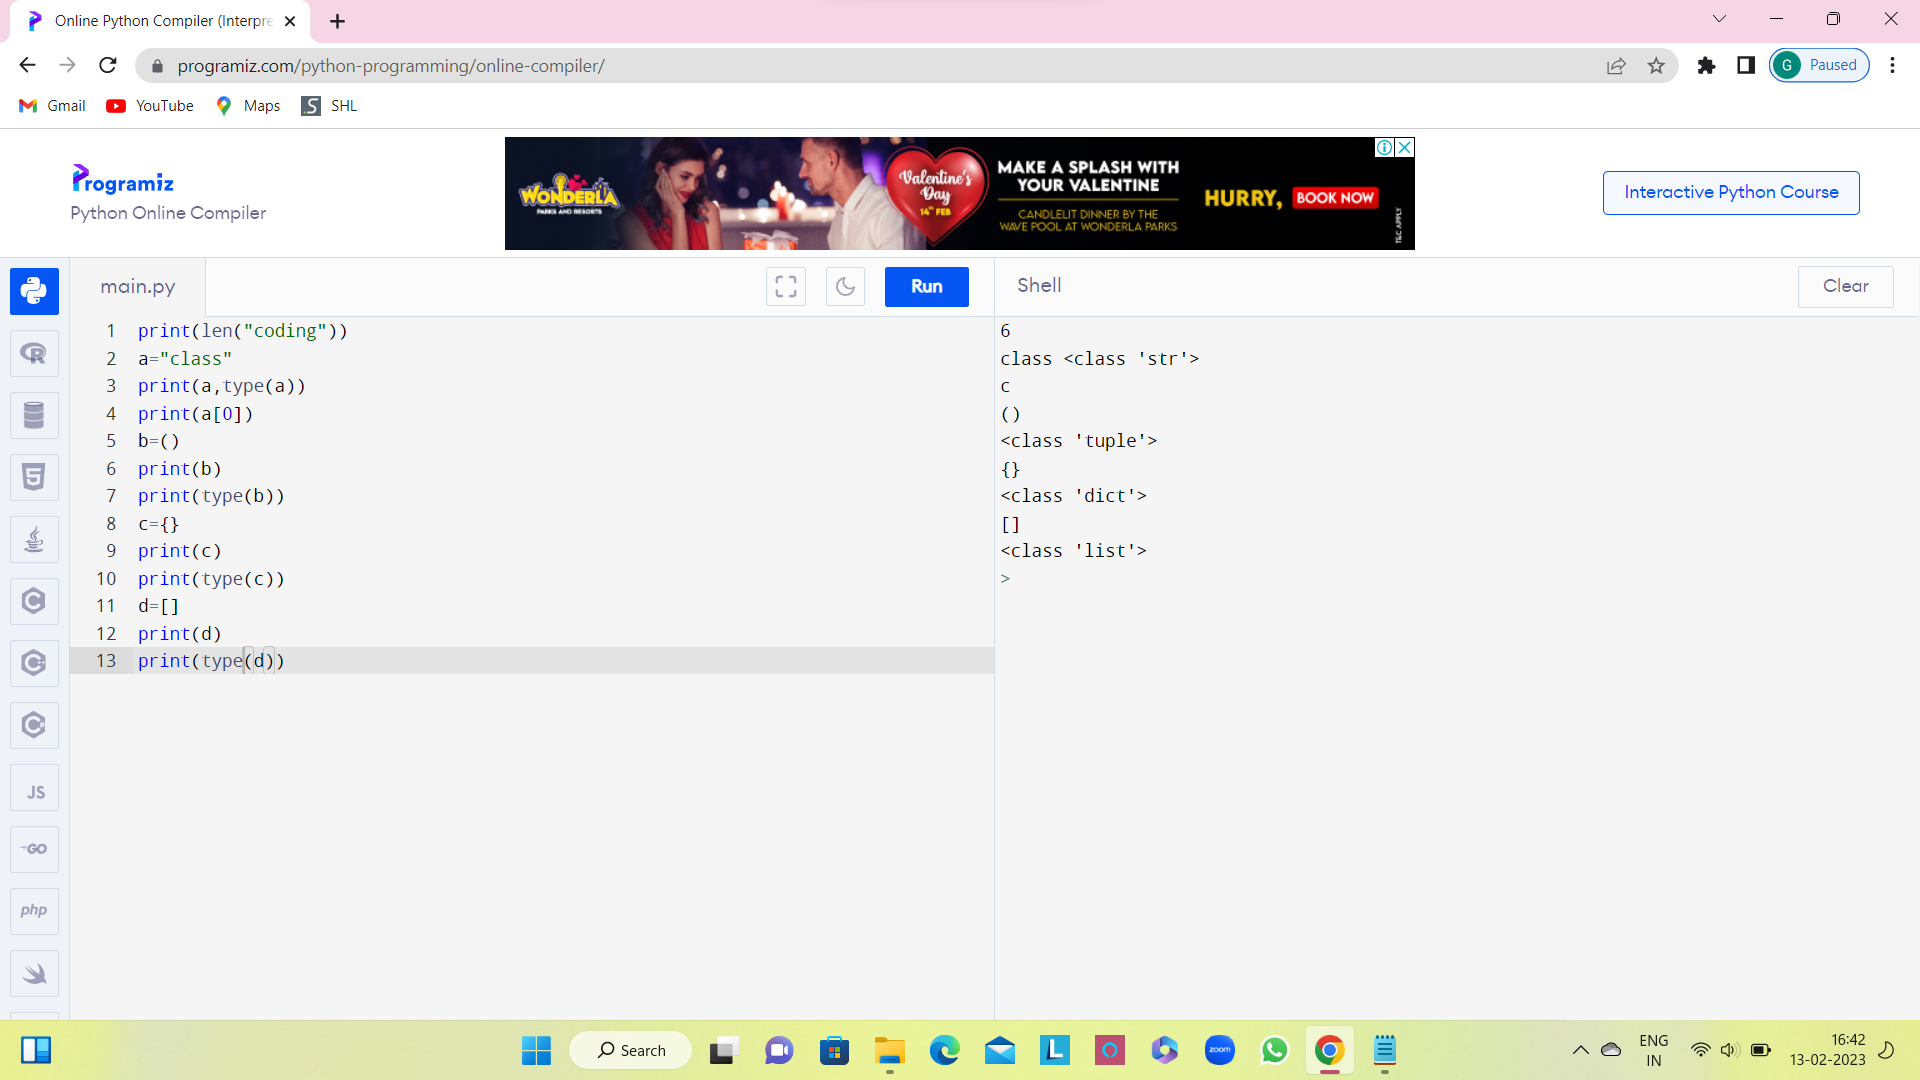 Online Python Compiler (Interpre
programiz.com/python-programming/online-compiler/
G Paused
Gmail YouTube Maps SHL
Programiz
Python Online Compiler
WONDERLA
PARKS AND RESORTS
Valentine's
Day
14TH FEB
MAKE A SPLASH WITH
YOUR VALENTINE
CANDLELIT DINNER BY THE
WAVE POOL AT WONDERLA PARKS
HURRY, BOOK NOW
T&C APPLY
Interactive Python Course
main.py
Run
Shell
Clear
1 print(len("coding"))
2 a="class"
3 print(a,type(a))
4 print(a[0])
5 b=()
6 print(b)
7 print(type(b))
8 c={}
9 print(c)
10 print(type(c))
11 d=[]
12 print(d)
13 print(type(d))
6
class <class 'str'>
c
()
<class 'tuple'>
{}
<class 'dict'>
[]
<class 'list'>
>
R
5
C
C++
C#
JS
GO
php
Search
L
zoom
ENG
IN
16:42
13-02-2023